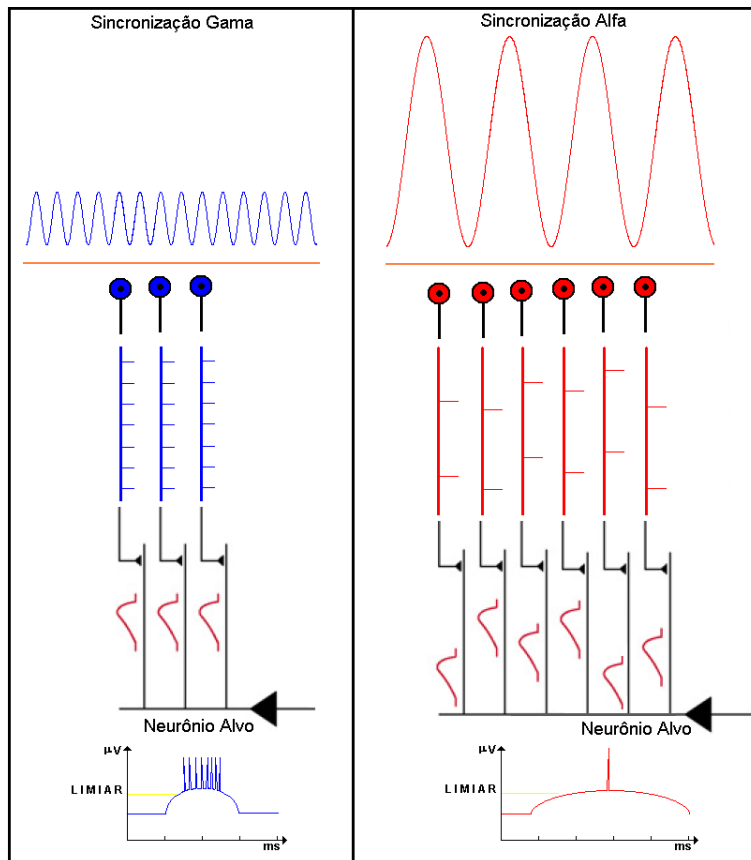 Sincronização Gama
Sincronização Alfa
Neurônio Alvo
Neurônio Alvo
µV
LIMIAR
ms
µV
LIMIAR
ms